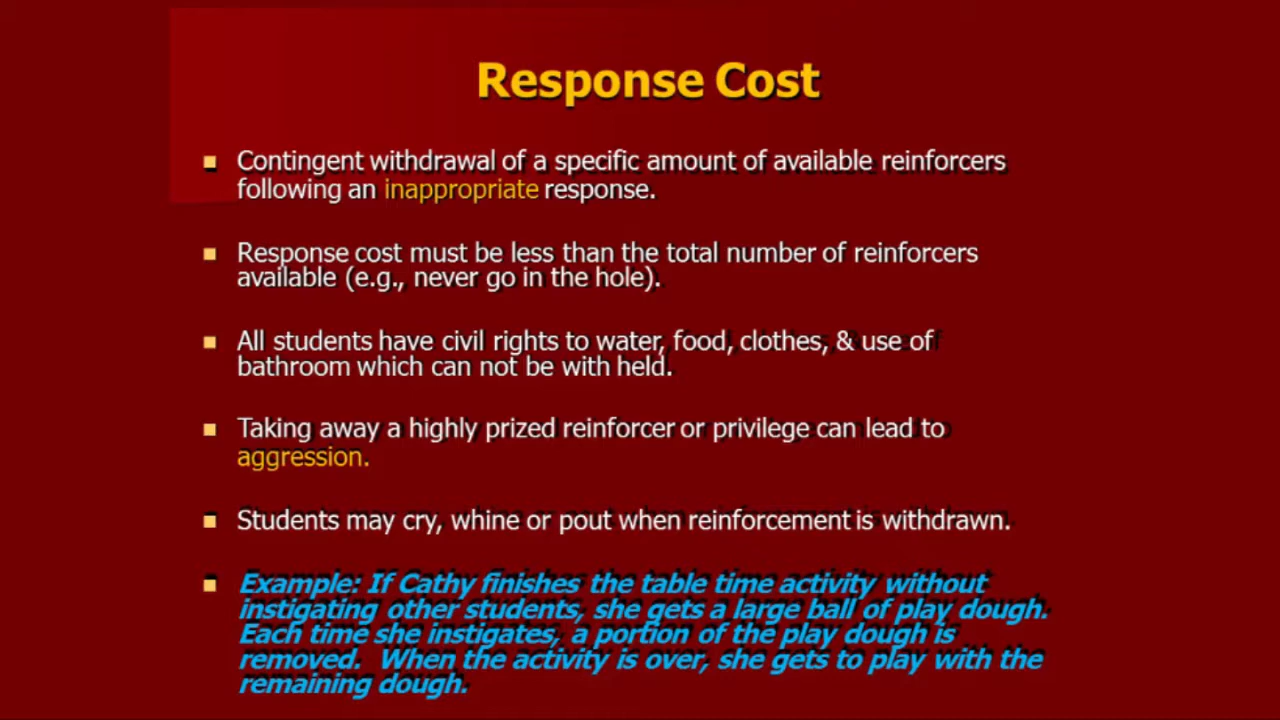 Response Cost
Contingent withdrawal of a specific amount of available reinforcers
following an inappropriate response.
Response cost must be less than the total number of reinforcers
available (e.g., never go in the hole).
All students have civil rights to water, food, clothes, & use of
bathroom which can not be with held.
Taking away a highly prized reinforcer or privilege can lead to
aggression.
Students may cry, whine or pout when reinforcement is withdrawn.
Example: If Cathy finishes the table time activity without
instigating other students, she gets a large ball of play dough.
Each time she instigates, a portion of the play dough is
removed. When the activity is over, she gets to play with the
remaining dough.